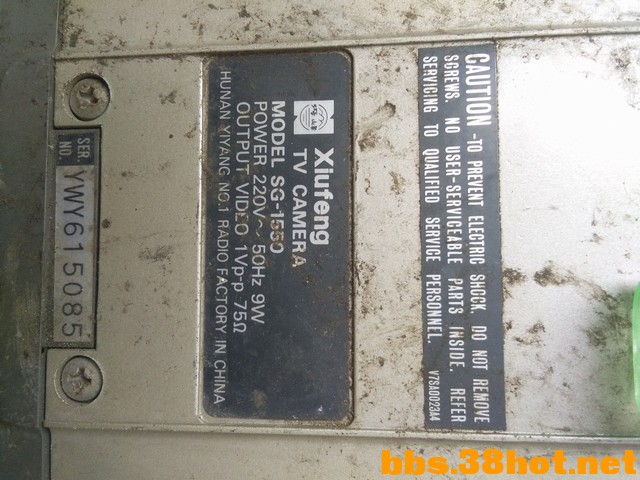 CAUTION -TO PREVENT ELECTRIC SHOCK, DO NOT REMOVE
SCREWS. NO USER-SERVICEABLE PARTS INSIDE. REFER
SERVICING TO QUALIFIED SERVICE PERSONNEL.
V7SA0023A4
Xiufeng
TV CAMERA
MODEL SG-1550
POWER 220V～ 50Hz 9W
OUTPUT VIDEO 1Vp-p 75Ω
HUNAN YIYANG NO.1 RADIO FACTORY IN CHINA
SER.
NO. YWY615085
bbs.38hot.net